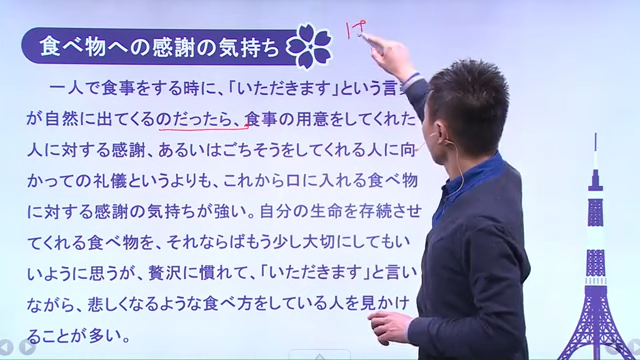 食べ物への感謝の気持ち
一人で食事をする時に、「いただきます」という言
が自然に出てくるのだったら、食事の用意をしてくれた
人に対する感謝、あるいはごちそうをしてくれる人に向
かっての礼儀というよりも、これから口に入れる食べ物
に対する感謝の気持ちが強い。自分の生命を存続させ
てくれる食べ物を、それならばもう少し大切にしてもい
いように思うが、贅沢に慣れて、「いただきます」と言い
ながら、悲しくなるような食べ方をしている人を見かけ
ることが多い。